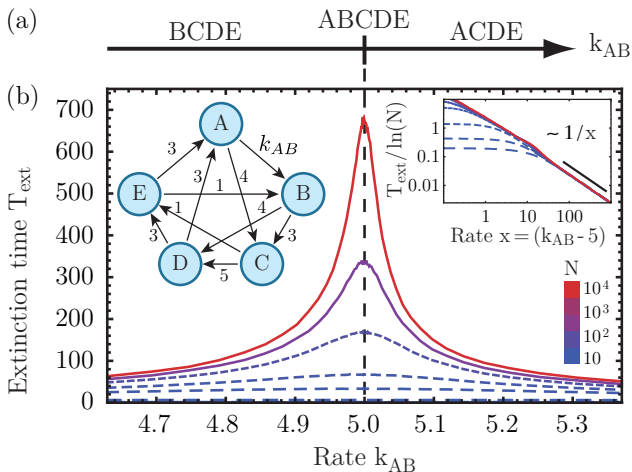 (a)
BCDE
ABCDE
ACDE
k_AB
(b)
Extinction time T_ext
700
600
500
400
300
200
100
0
A
k_AB
3
3
4
E
1
B
1
4
3
3
D
5
C
T_ext/ln(N)
1
0.1
0.01
~1/x
1
10
100
Rate x=(k_AB-5)
N
10^4
10^3
10^2
10
4.7
4.8
4.9
5.0
5.1
5.2
5.3
Rate k_AB